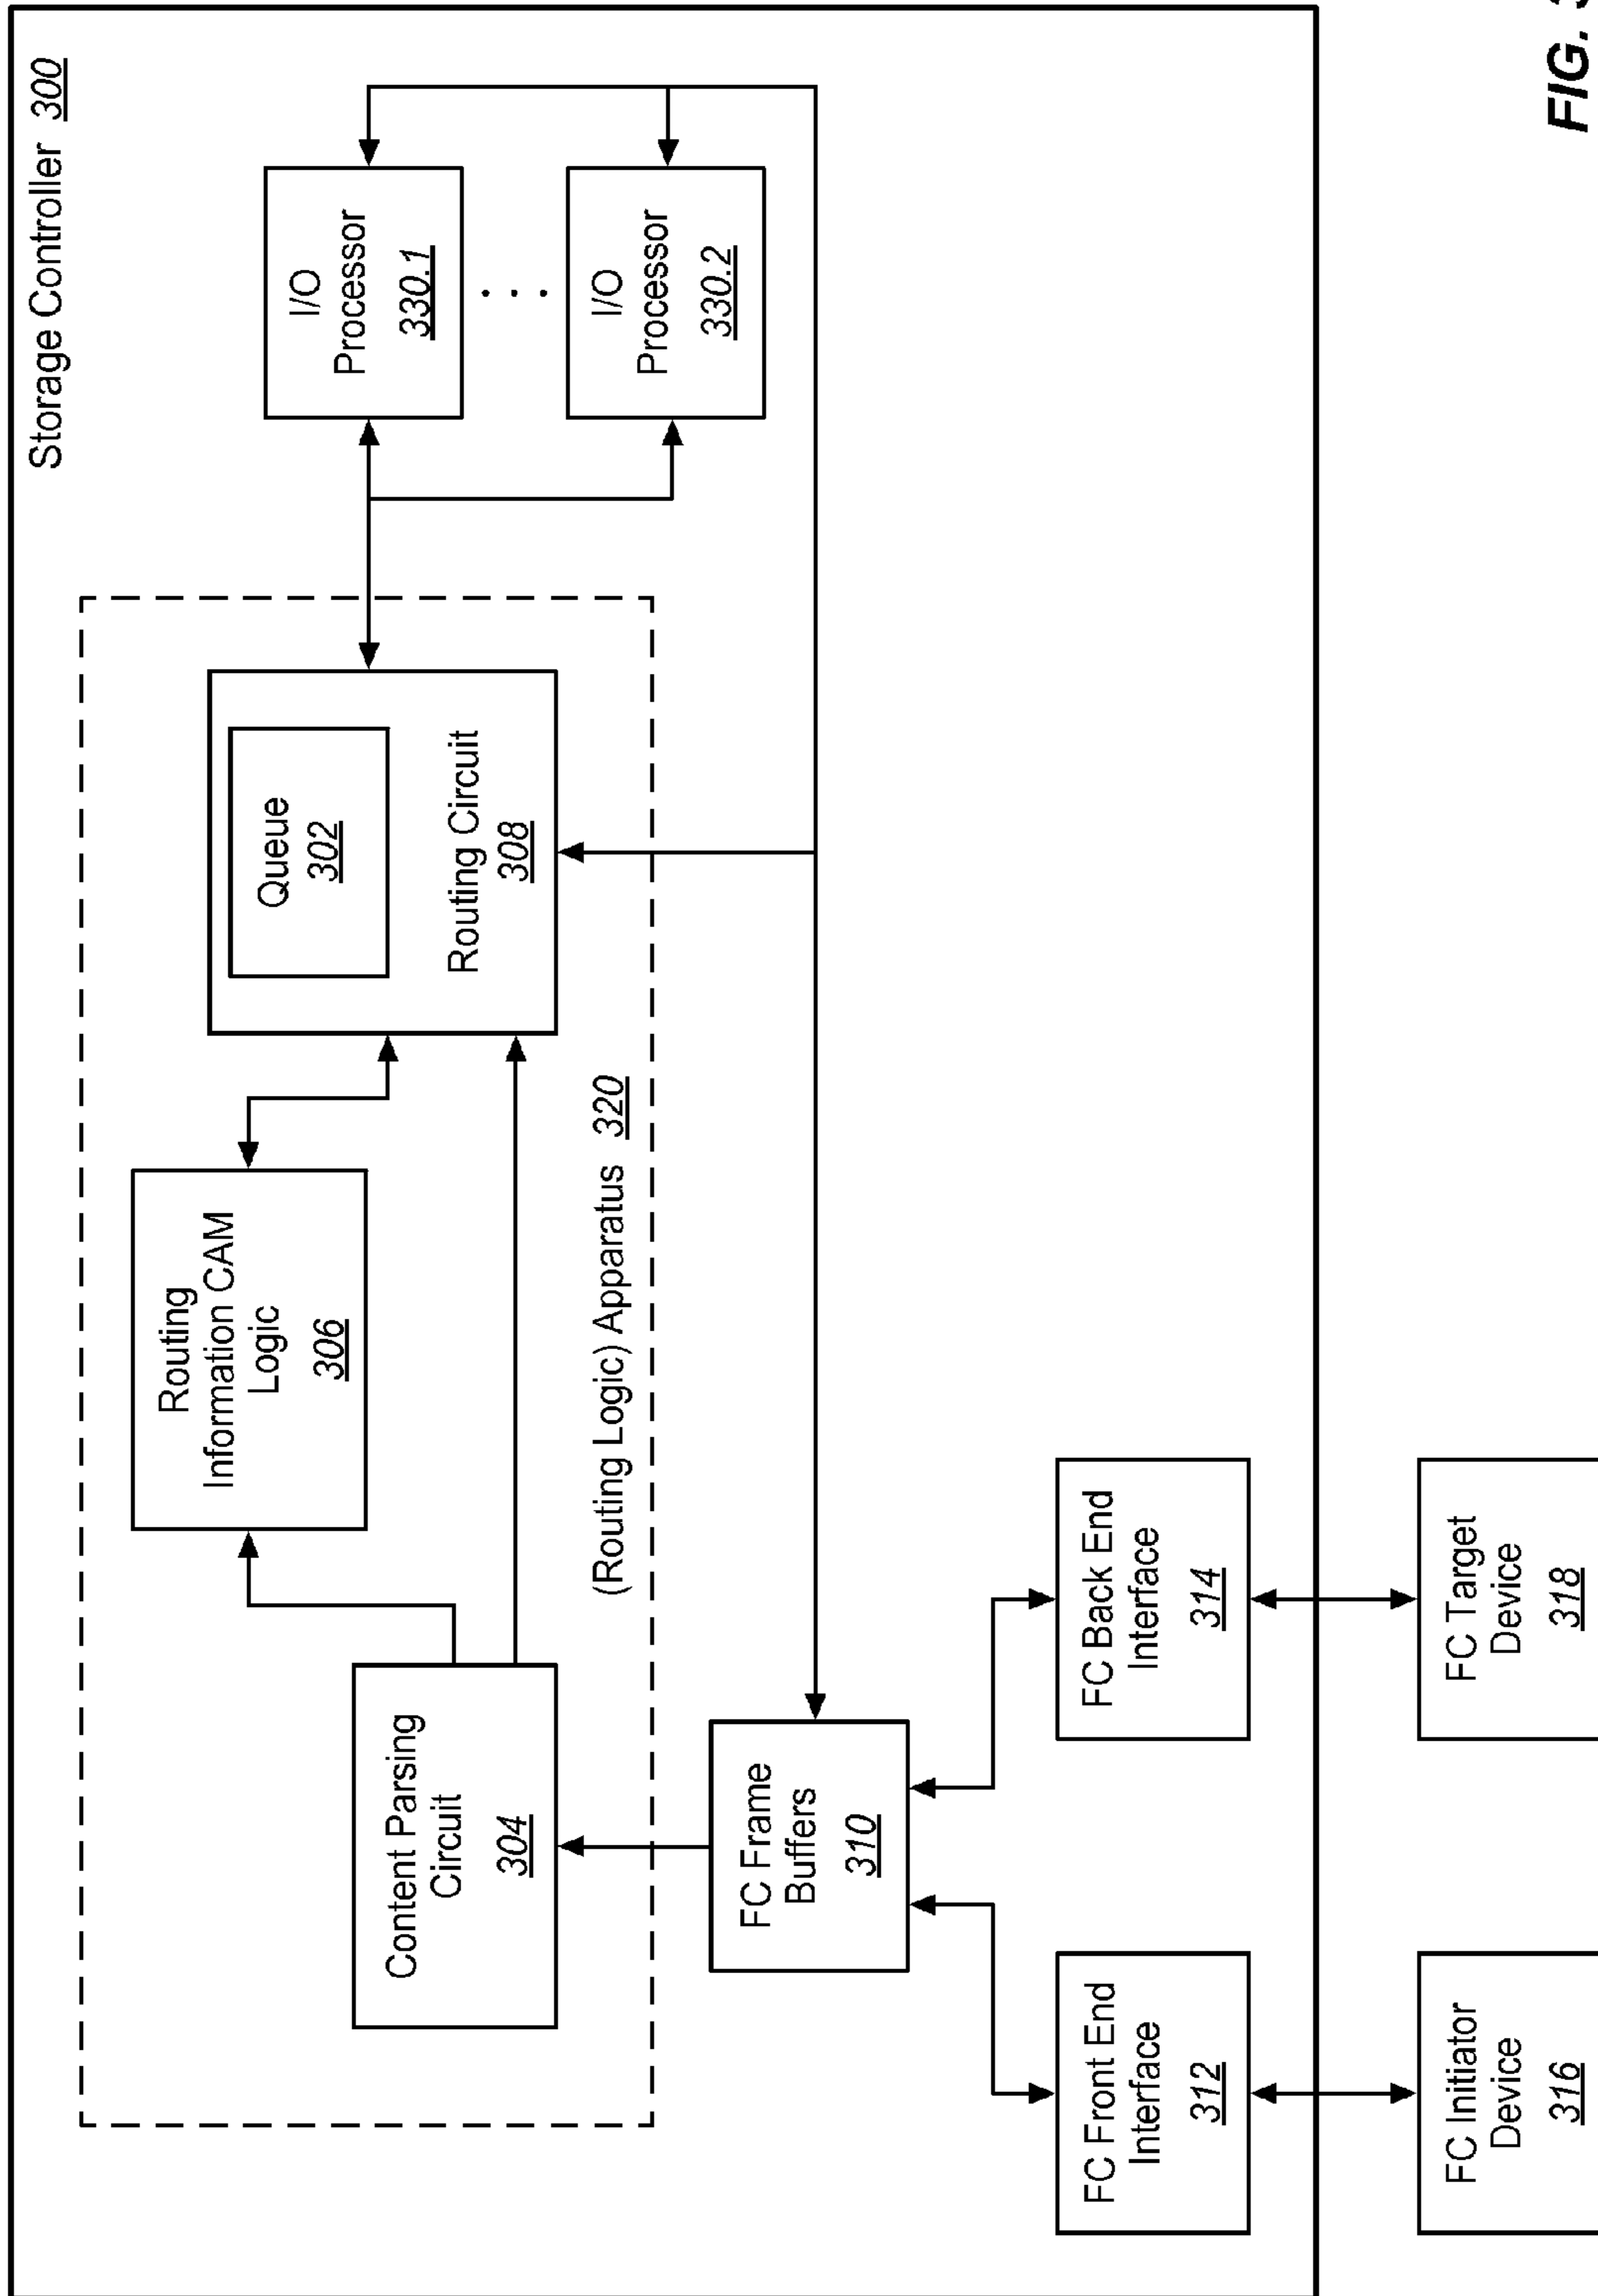 Storage Controller 300
Routing
Information CAM
Logic
306
Queue
302
Routing Circuit
308
I/O
Processor
330.1
. . .
I/O
Processor
330.2
Content Parsing
Circuit
304
(Routing Logic) Apparatus 320
FC Frame
Buffers
310
FC Front End
Interface
312
FC Back End
Interface
314
FC Initiator
Device
316
FC Target
Device
318
FIG.